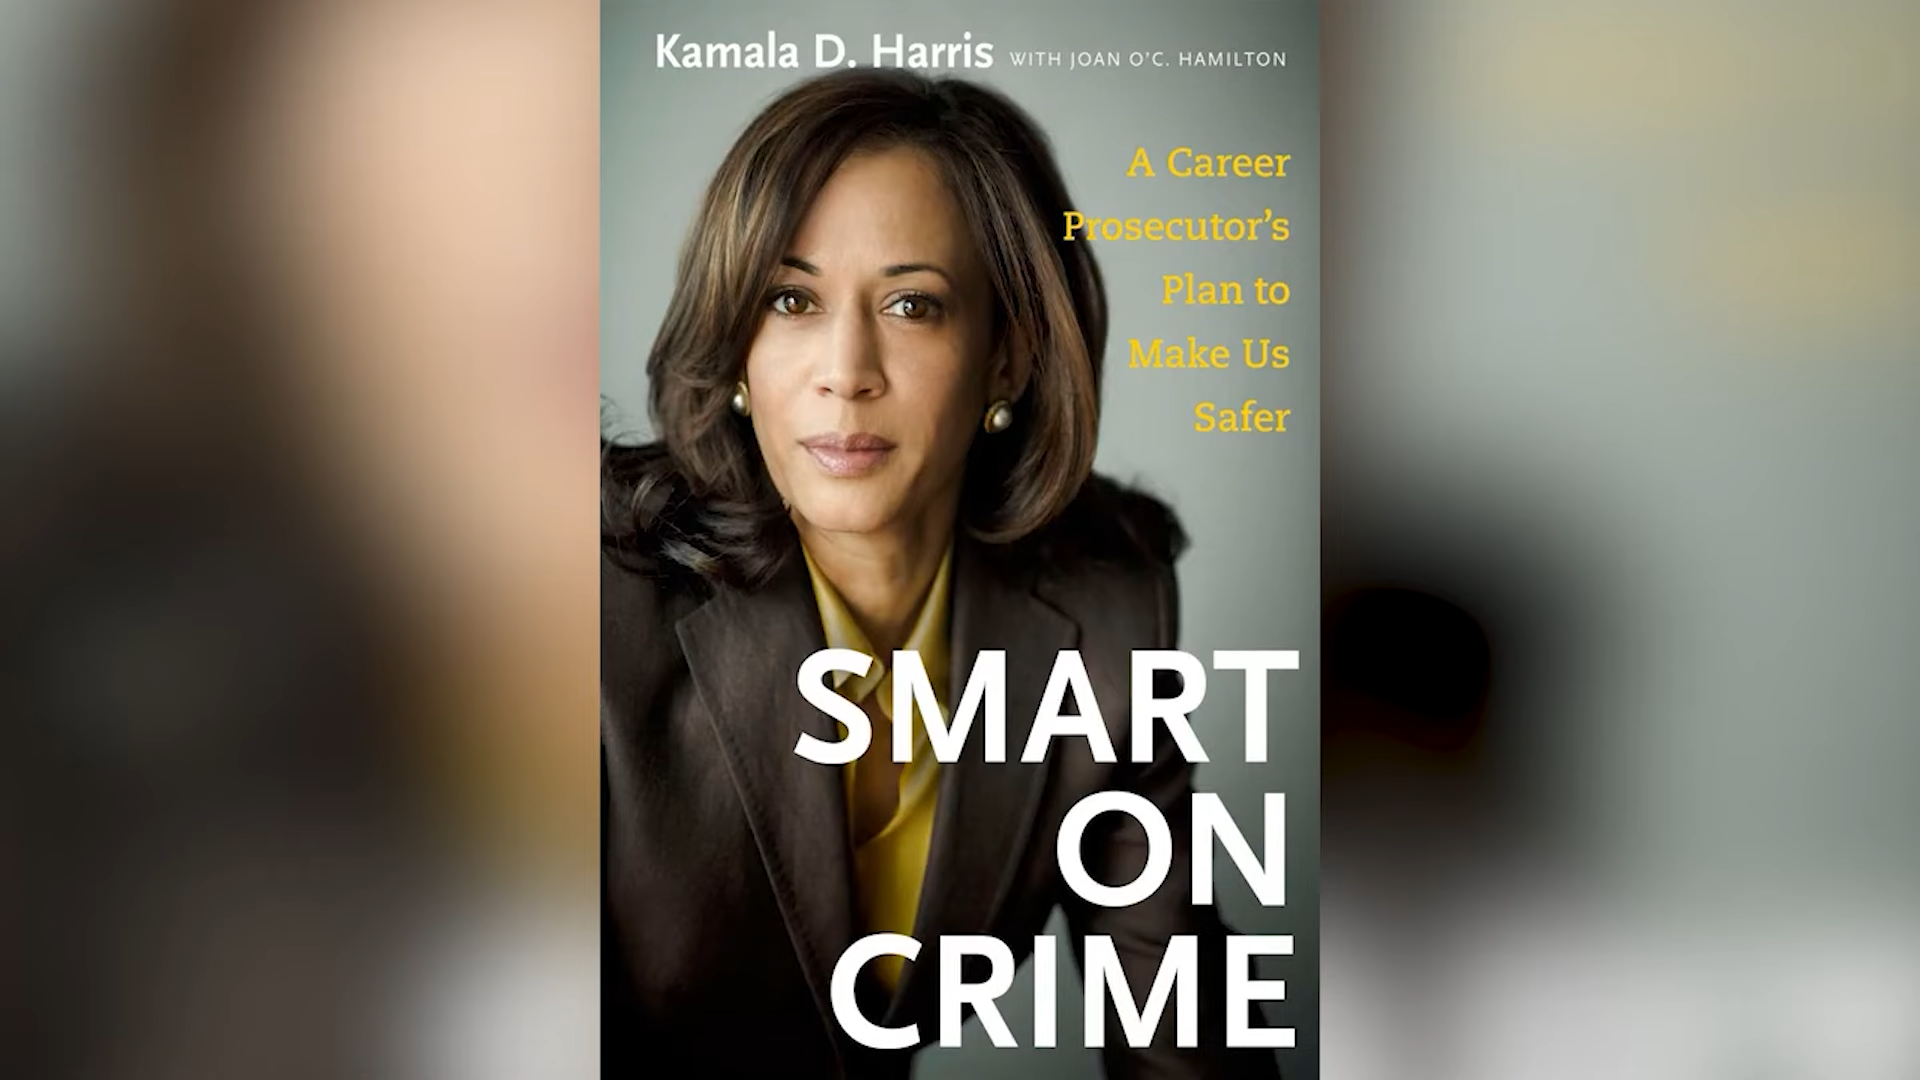 Kamala D. Harris WITH JOAN O'C. HAMILTON
A Career
Prosecutor's
Plan to
Make Us
Safer
SMART
ON
CRIME